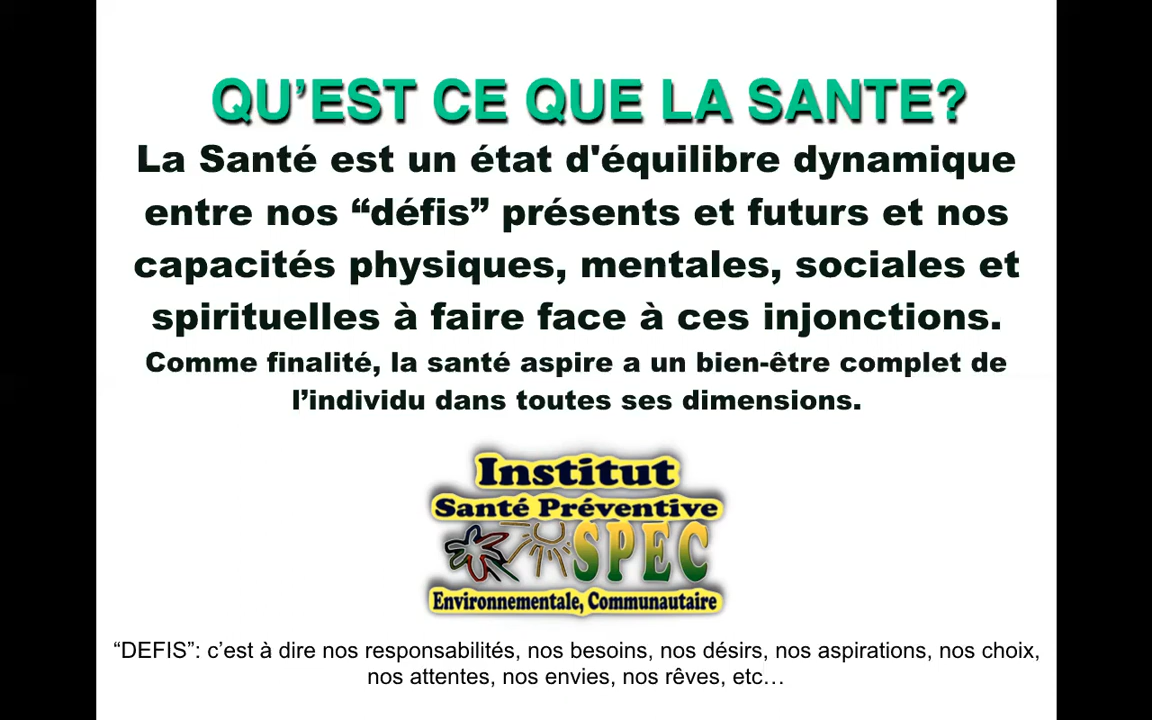 QU’EST CE QUE LA SANTE?
La Santé est un état d'équilibre dynamique
entre nos “défis” présents et futurs et nos
capacités physiques, mentales, sociales et
spirituelles à faire face à ces injonctions.
Comme finalité, la santé aspire a un bien-être complet de
l’individu dans toutes ses dimensions.
Institut
Santé Préventive
SPEC
Environnementale, Communautaire
“DEFIS”: c’est à dire nos responsabilités, nos besoins, nos désirs, nos aspirations, nos choix,
nos attentes, nos envies, nos rêves, etc…